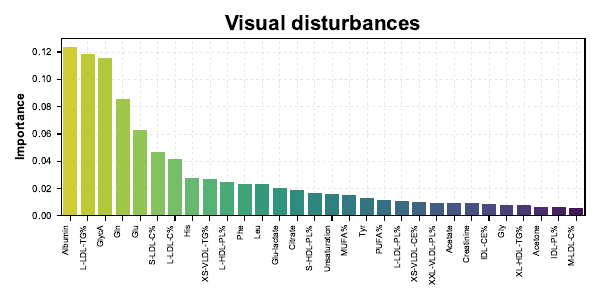 Visual disturbances
Importance
0.12
0.10
0.08
0.06
0.04
0.02
0.00
Albumin
L-LDL-TG%
GlycA
Gln
Glu
S-LDL-C%
L-LDL-C%
His
XS-VLDL-TG%
L-HDL-PL%
Phe
Leu
Glu-lactate
Citrate
S-HDL-PL%
Unsaturation
MUFA%
Tyr
PUFA%
L-LDL-PL%
XS-VLDL-CE%
XXL-VLDL-PL%
Acetate
Creatinine
IDL-CE%
Gly
XL-HDL-TG%
Acetone
IDL-PL%
M-LDL-C%